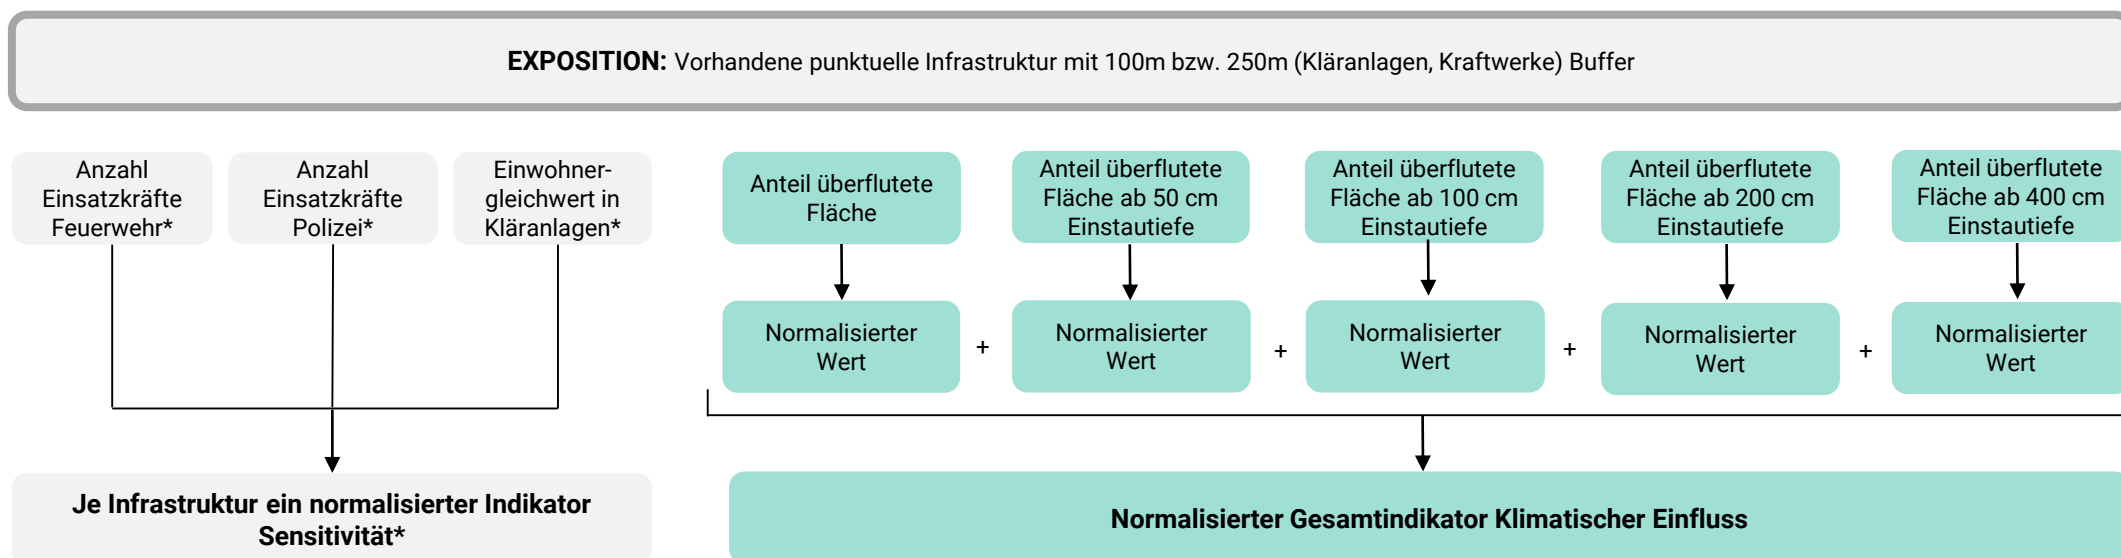 EXPOSITION: Vorhandene punktuelle Infrastruktur mit 100m bzw. 250m (Kläranlagen, Kraftwerke) Buffer
Anzahl
Einsatzkräfte
Feuerwehr*
Anzahl
Einsatzkräfte
Polizei*
Einwohner-
gleichwert in
Kläranlagen*
Anteil überflutete
Fläche
Anteil überflutete
Fläche ab 50 cm
Einstautiefe
Anteil überflutete
Fläche ab 100 cm
Einstautiefe
Anteil überflutete
Fläche ab 200 cm
Einstautiefe
Anteil überflutete
Fläche ab 400 cm
Einstautiefe
Normalisierter
Wert
+
Normalisierter
Wert
+
Normalisierter
Wert
+
Normalisierter
Wert
+
Normalisierter
Wert
Je Infrastruktur ein normalisierter Indikator
Sensitivität*
Normalisierter Gesamtindikator Klimatischer Einfluss